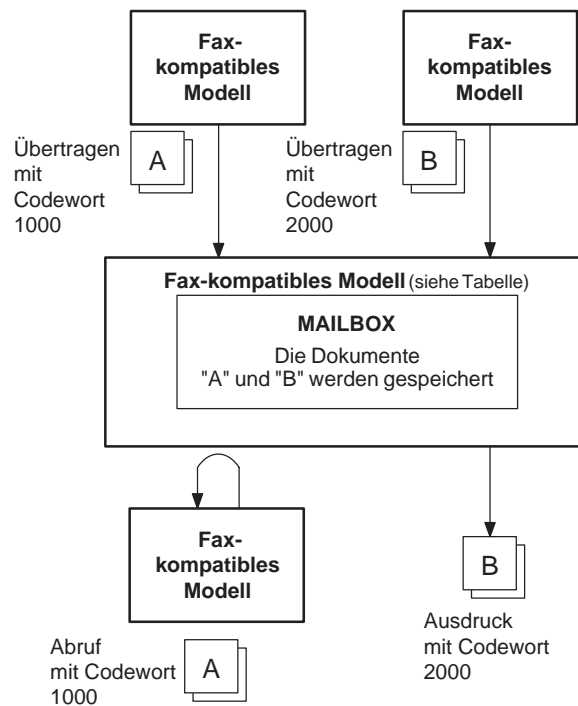 Fax-
kompatibles
Modell
Fax-
kompatibles
Modell
Übertragen
mit
Codewort
1000
A
Übertragen
mit
Codewort
2000
B
Fax-kompatibles Modell (siehe Tabelle)
MAILBOX
Die Dokumente
"A" und "B" werden gespeichert
Fax-
kompatibles
Modell
Abruf
mit Codewort
1000
A
B
Ausdruck
mit Codewort
2000